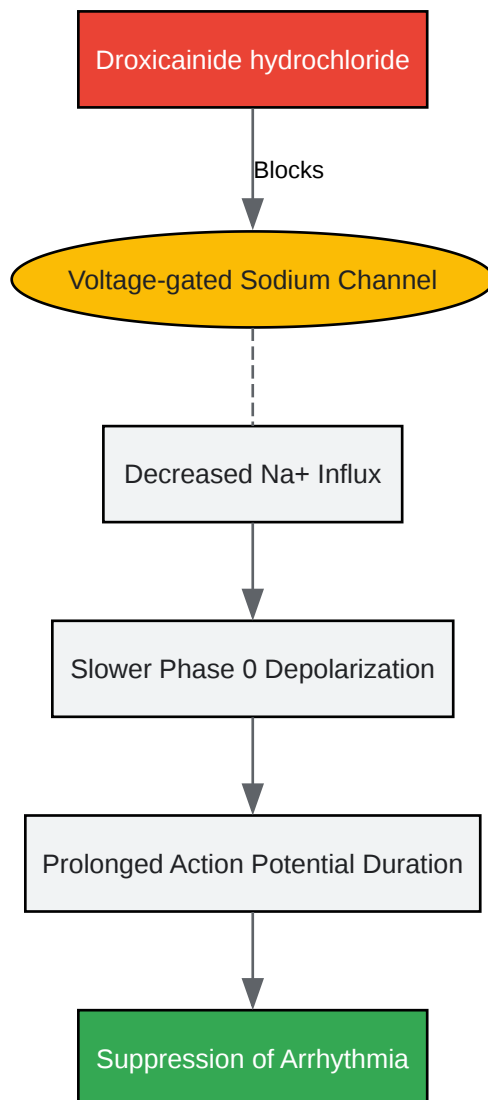 Droxicainide hydrochloride
Blocks
Voltage-gated Sodium Channel
Decreased Na+ Influx
Slower Phase 0 Depolarization
Prolonged Action Potential Duration
Suppression of Arrhythmia